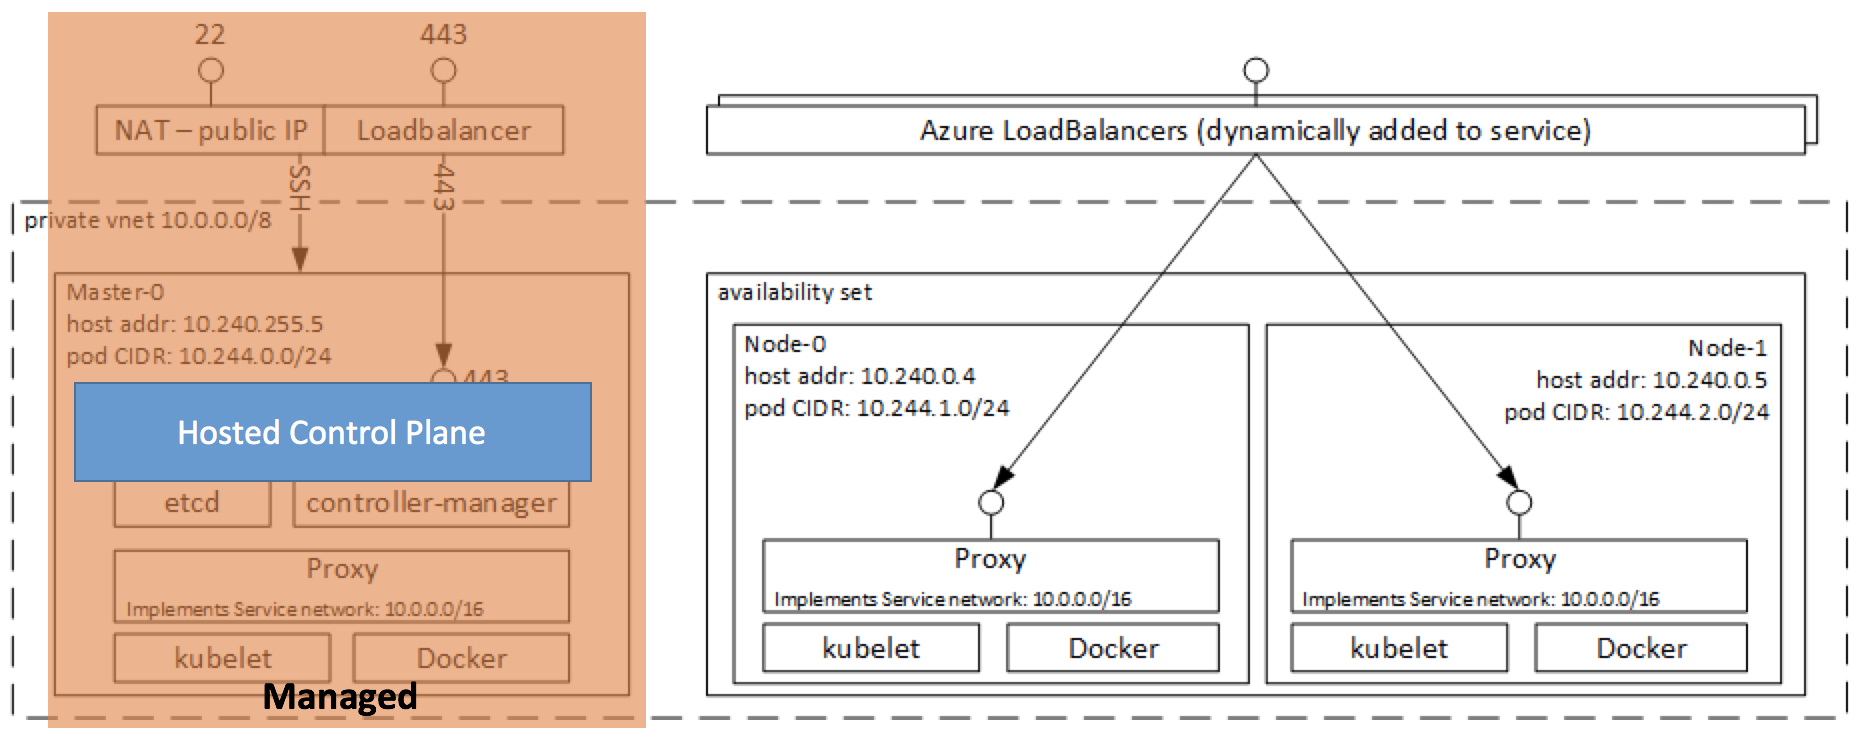 22
443
NAT – public IP
Loadbalancer
Azure LoadBalancers (dynamically added to service)
SSH
443
private vnet 10.0.0.0/8
Master-0
host addr: 10.240.255.5
pod CIDR: 10.244.0.0/24
443
Hosted Control Plane
etcd
controller-manager
Proxy
Implements Service network: 10.0.0.0/16
kubelet
Docker
Managed
availability set
Node-0
host addr: 10.240.0.4
pod CIDR: 10.244.1.0/24
Proxy
Implements Service network: 10.0.0.0/16
kubelet
Docker
Node-1
host addr: 10.240.0.5
pod CIDR: 10.244.2.0/24
Proxy
Implements Service network: 10.0.0.0/16
kubelet
Docker